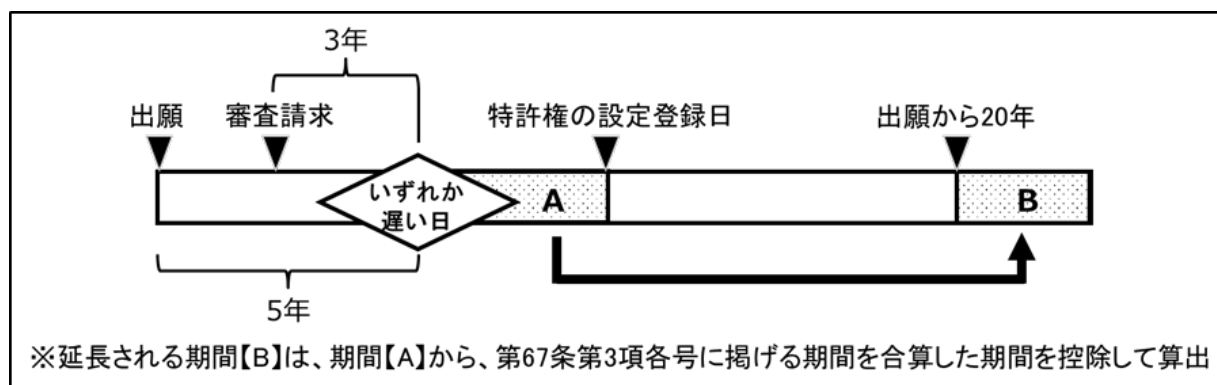 3年
出願
審査請求
特許権の設定登録日
出願から20年
いずれか
遅い日
A
B
5年
※延長される期間【B】は、期間【A】から、第67条第3項各号に掲げる期間を合算した期間を控除して算出